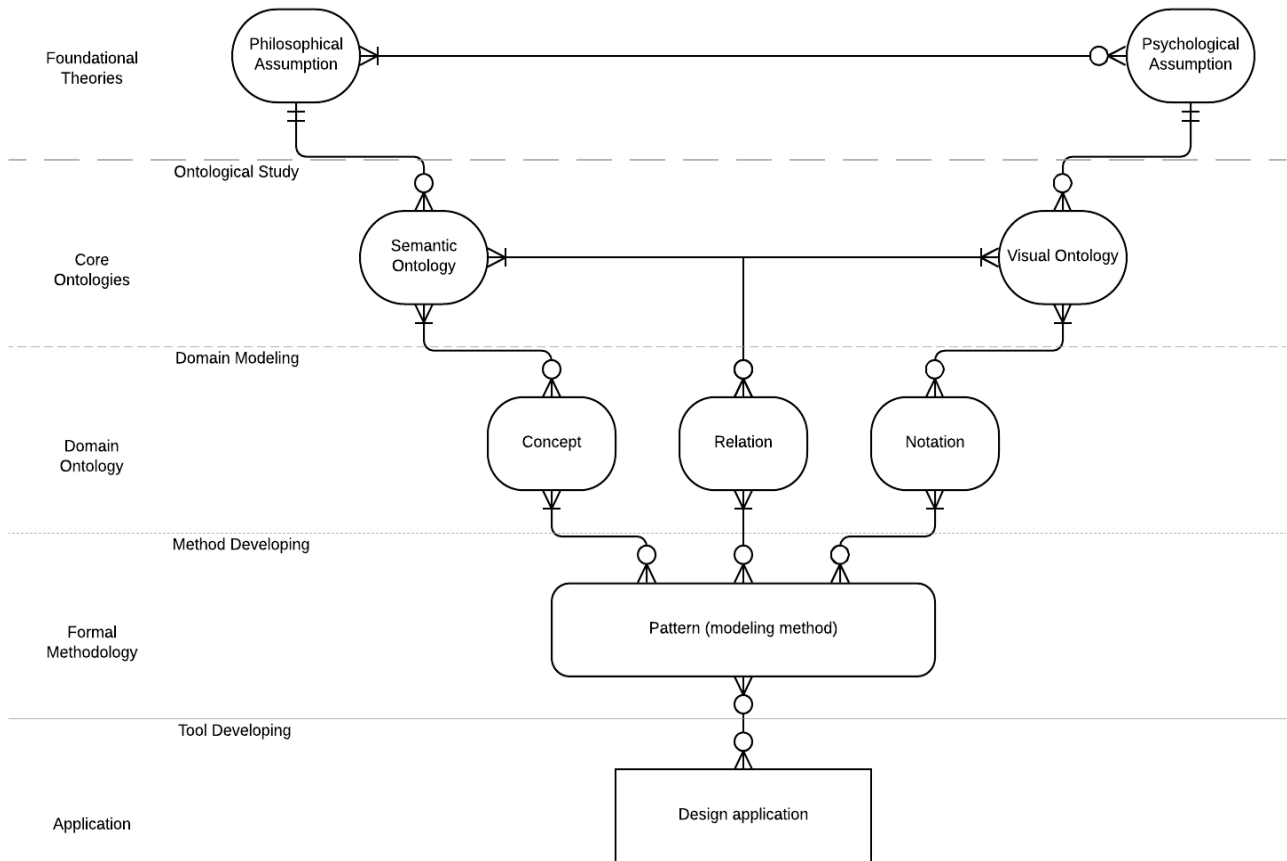 Foundational
Theories
Philosophical
Assumption
Psychological
Assumption
Ontological Study
Core
Ontologies
Semantic
Ontology
Visual Ontology
Domain Modeling
Domain
Ontology
Concept
Relation
Notation
Method Developing
Formal
Methodology
Pattern (modeling method)
Tool Developing
Application
Design application